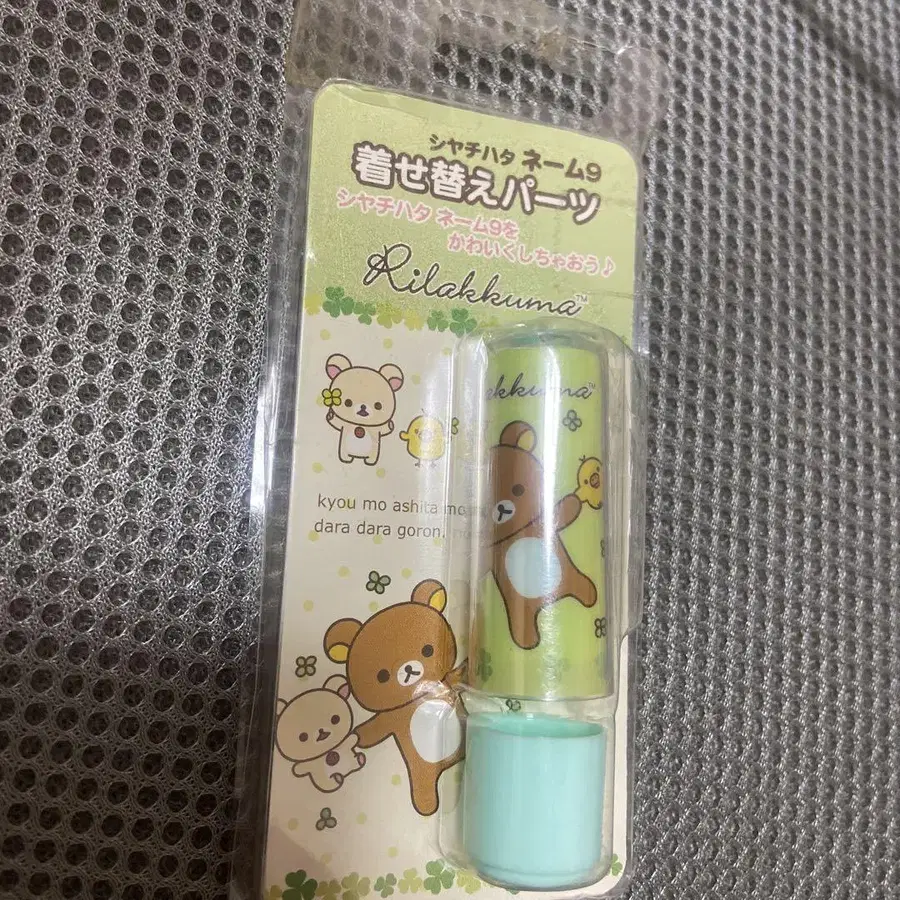 シヤチハタ ネーム9
着せ替えパーツ
シヤチハタ ネーム9を
かわいくしちゃおう♪
Rilakkuma™
akkuma™
kyou mo ashita mo
dara dara goron.